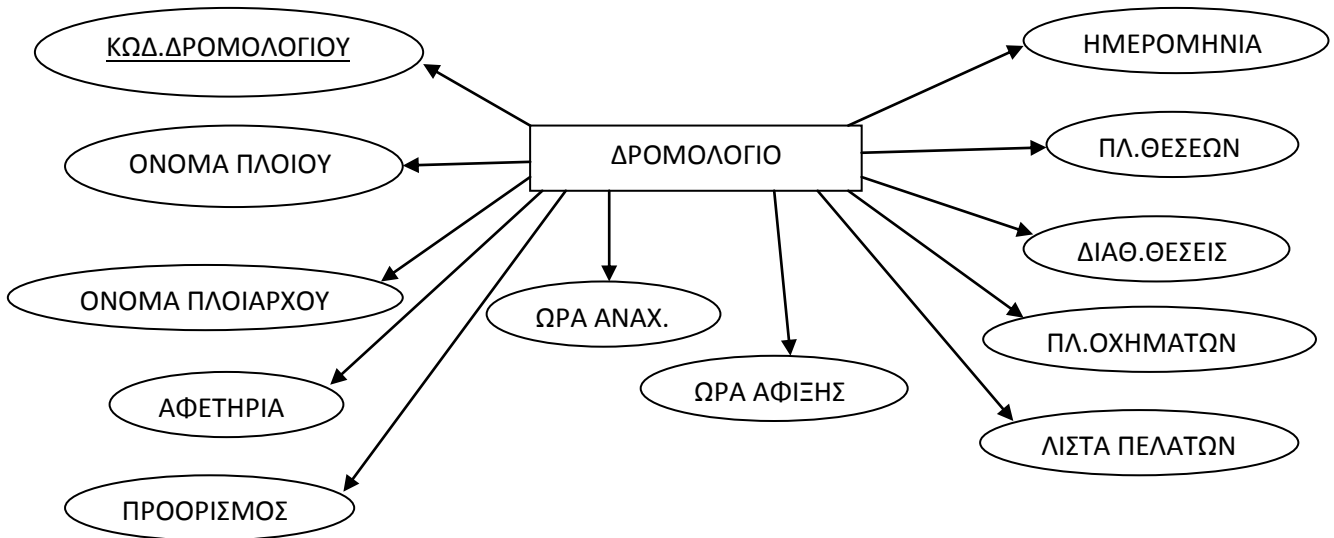 ΚΩΔ.ΔΡΟΜΟΛΟΓΙΟΥ
ΗΜΕΡΟΜΗΝΙΑ
ΟΝΟΜΑ ΠΛΟΙΟΥ
ΔΡΟΜΟΛΟΓΙΟ
ΠΛ.ΘΕΣΕΩΝ
ΔΙΑΘ.ΘΕΣΕΙΣ
ΟΝΟΜΑ ΠΛΟΙΑΡΧΟΥ
ΩΡΑ ΑΝΑΧ.
ΠΛ.ΟΧΗΜΑΤΩΝ
ΩΡΑ ΑΦΙΞΗΣ
ΑΦΕΤΗΡΙΑ
ΛΙΣΤΑ ΠΕΛΑΤΩΝ
ΠΡΟΟΡΙΣΜΟΣ